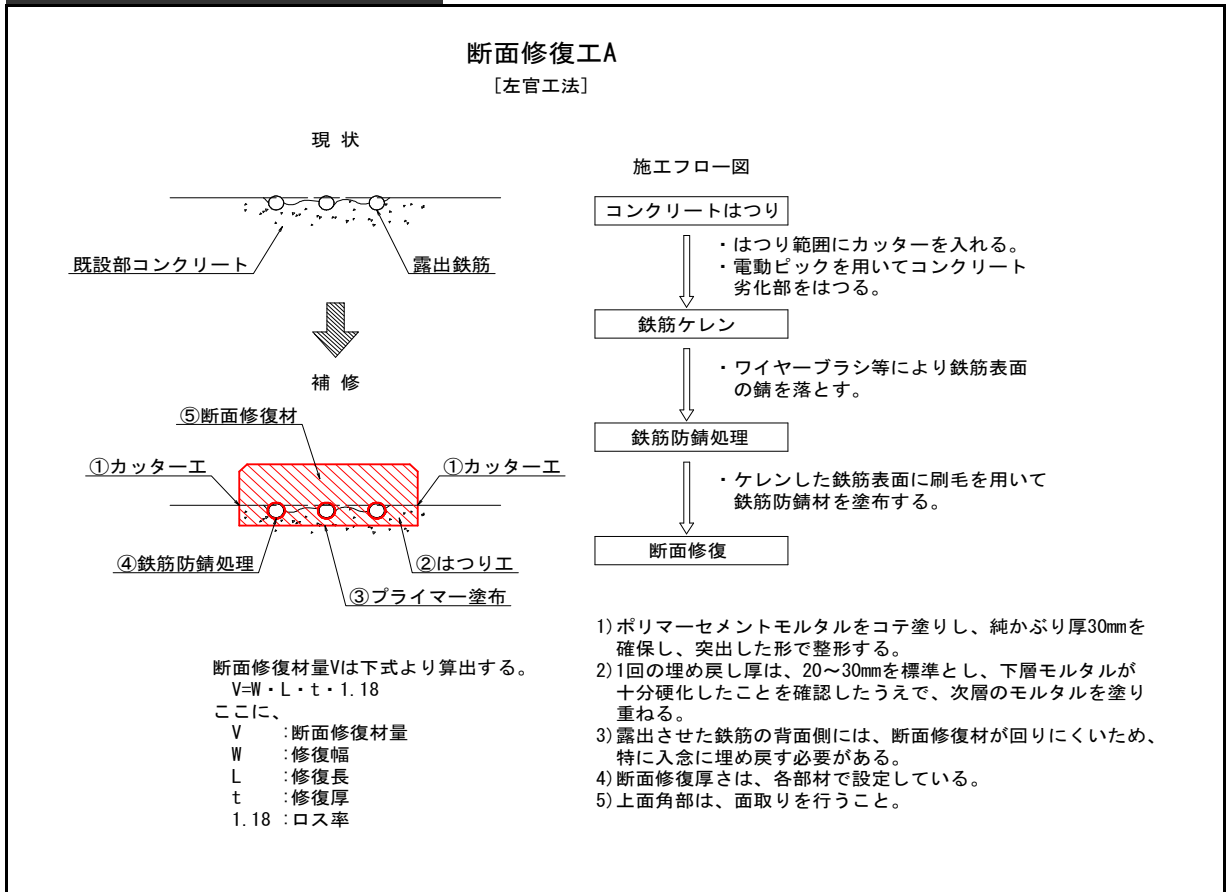 断面修復工A
[左官工法]
現 状
既設部コンクリート
露出鉄筋
補 修
⑤断面修復材
①カッター工
①カッター工
④鉄筋防錆処理
②はつり工
③プライマー塗布
断面修復材量Vは下式より算出する。
V=W・L・t・1.18
ここに、
V :断面修復材量
W :修復幅
L :修復長
t :修復厚
1.18 :ロス率
施工フロー図
コンクリートはつり
・はつり範囲にカッターを入れる。
・電動ピックを用いてコンクリート
劣化部をはつる。
鉄筋ケレン
・ワイヤーブラシ等により鉄筋表面
の錆を落とす。
鉄筋防錆処理
・ケレンした鉄筋表面に刷毛を用いて
鉄筋防錆材を塗布する。
断面修復
1)ポリマーセメントモルタルをコテ塗りし、純かぶり厚30mmを
確保し、突出した形で整形する。
2)1回の埋め戻し厚は、20～30mmを標準とし、下層モルタルが
十分硬化したことを確認したうえで、次層のモルタルを塗り
重ねる。
3)露出させた鉄筋の背面側には、断面修復材が回りにくいため、
特に入念に埋め戻す必要がある。
4)断面修復厚さは、各部材で設定している。
5)上面角部は、面取りを行うこと。